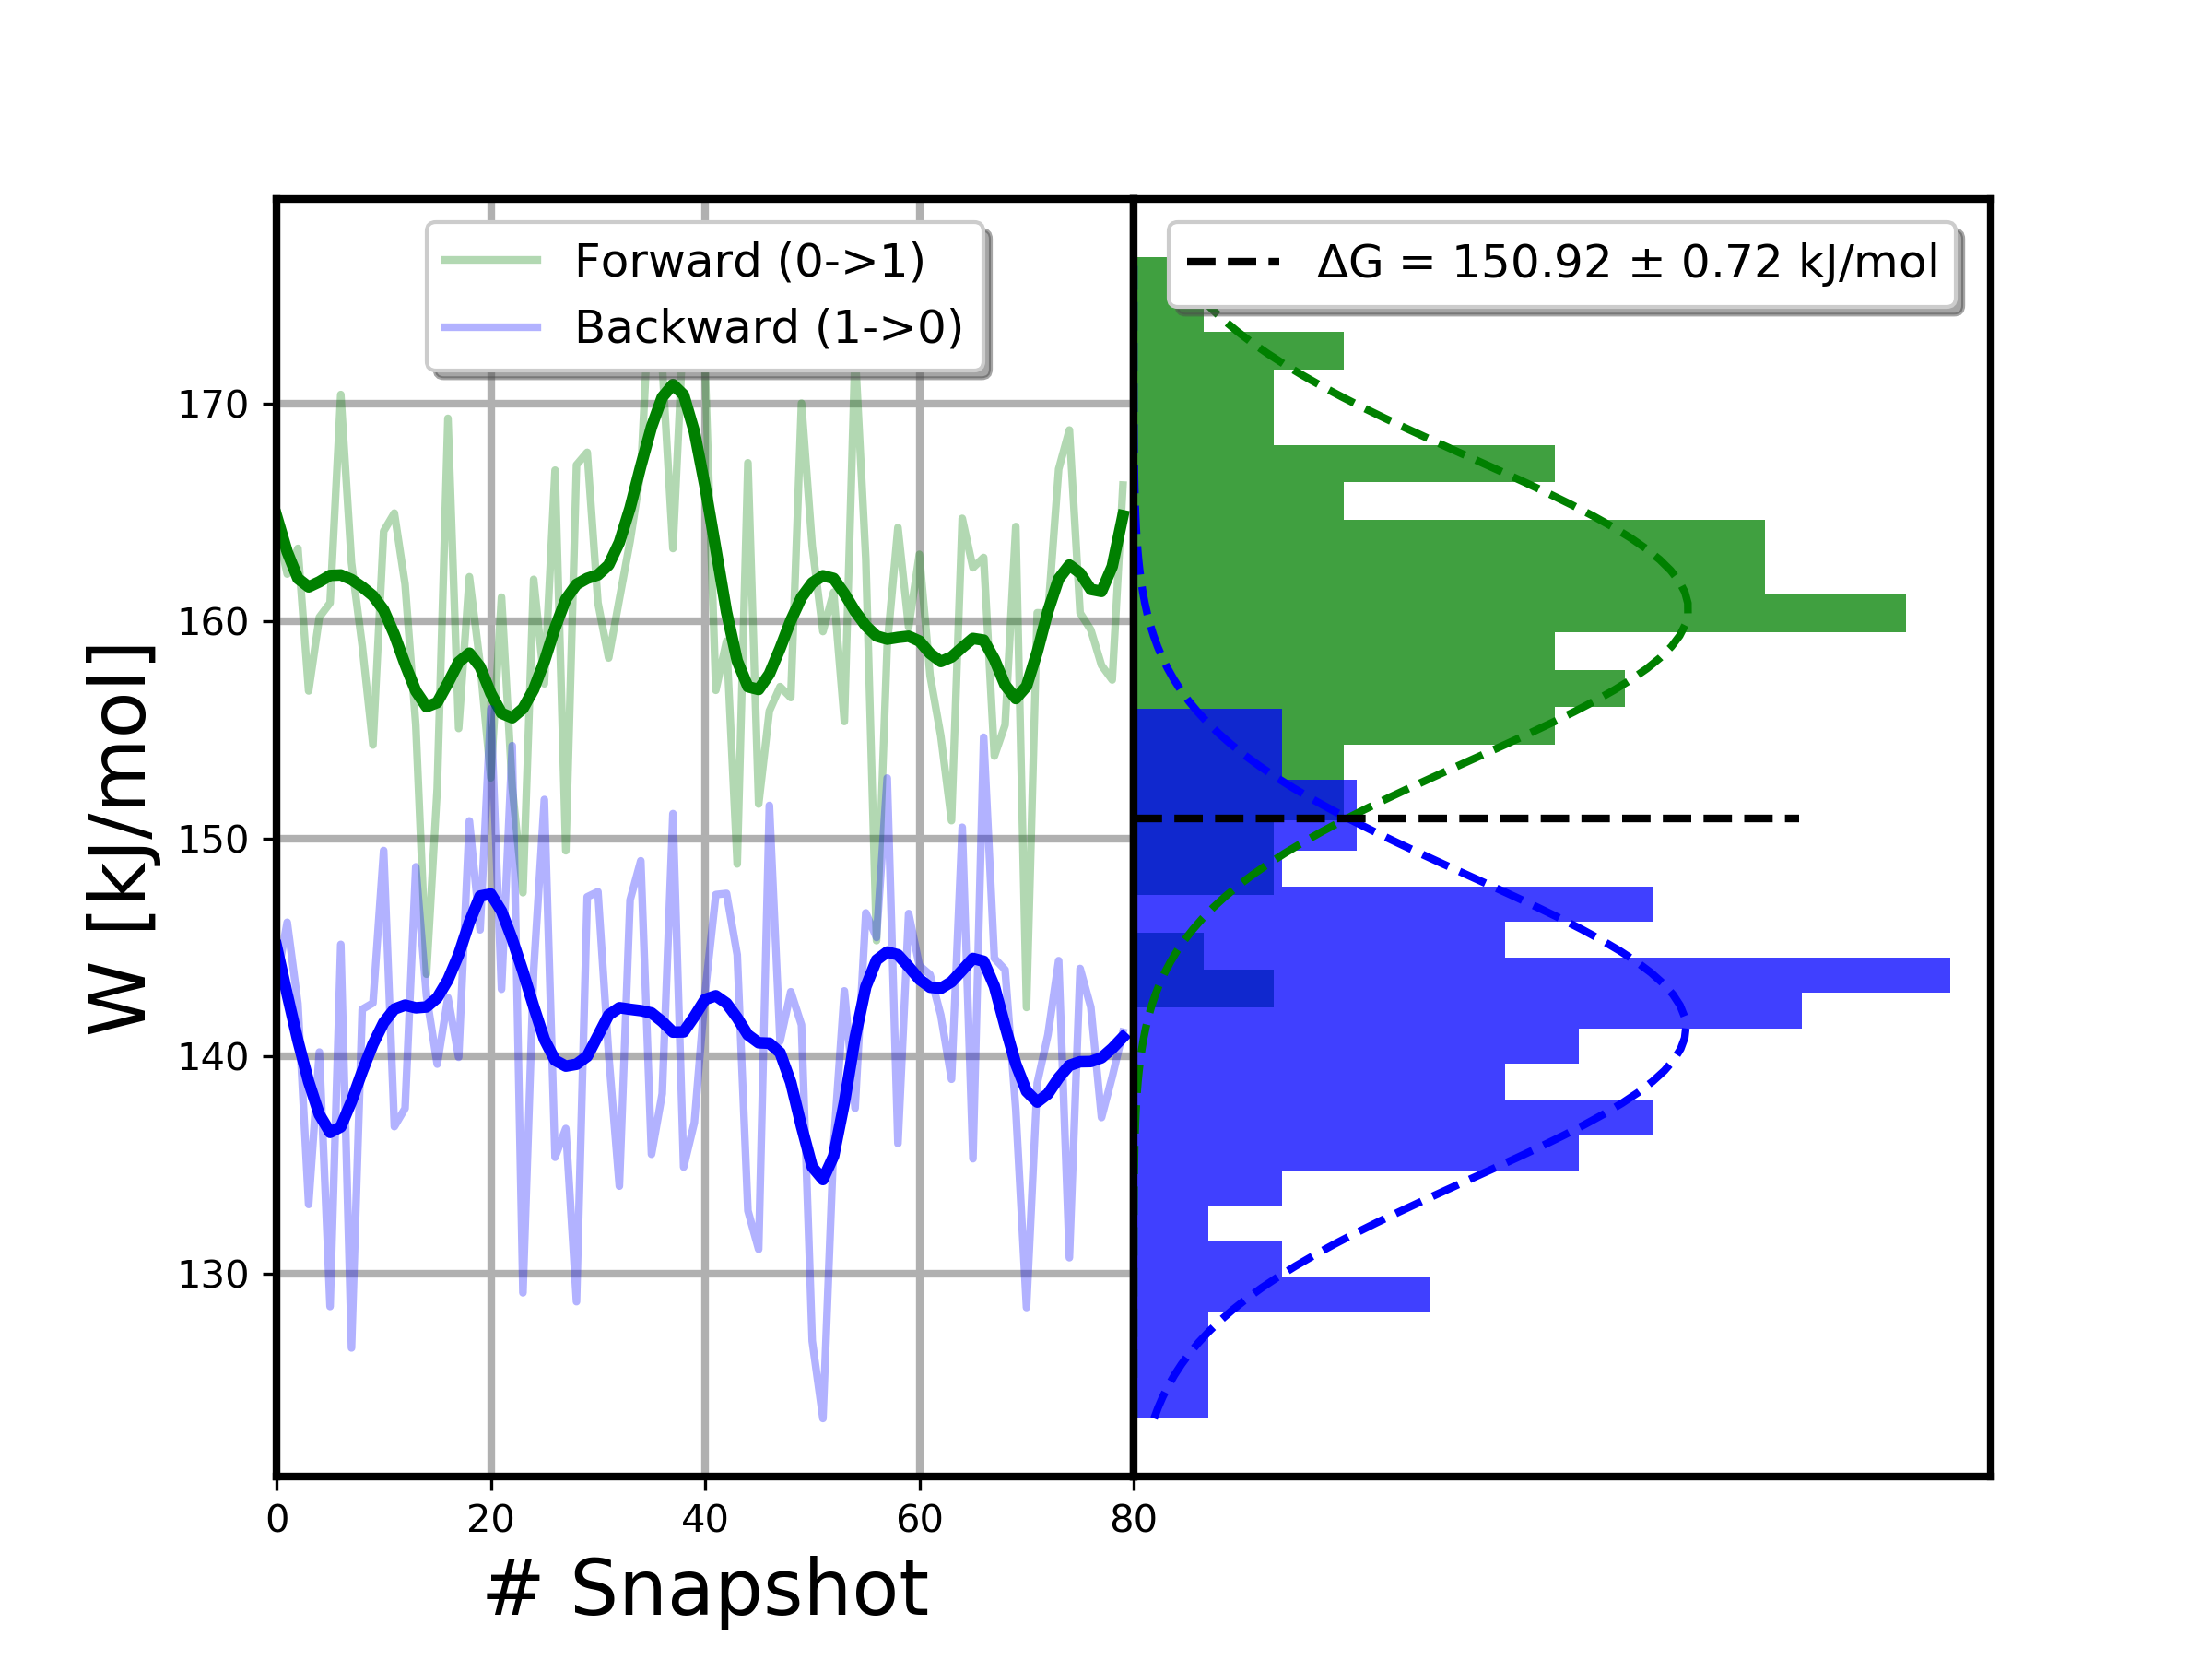 Forward (0->1)
Backward (1->0)
ΔG = 150.92 ± 0.72 kJ/mol
170
160
150
140
130
W [kJ/mol]
0 20 40 60 80
# Snapshot